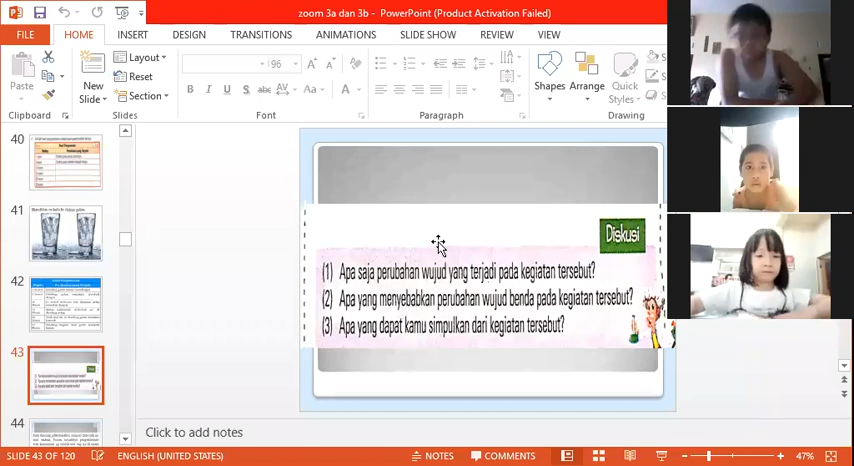 zoom 3a dan 3b - PowerPoint (Product Activation Failed)
FILE HOME INSERT DESIGN TRANSITIONS ANIMATIONS SLIDE SHOW REVIEW VIEW
Paste
Clipboard
New
Slide
Layout
Reset
Section
Slides
96
B I U S abc AV Aa A
Font
Paragraph
Shapes
Arrange
Quick
Styles
Drawing
40
41
42
43
44
Diskusi
(1) Apa saja perubahan wujud yang terjadi pada kegiatan tersebut?
(2) Apa yang menyebabkan perubahan wujud benda pada kegiatan tersebut?
(3) Apa yang dapat kamu simpulkan dari kegiatan tersebut?
Click to add notes
SLIDE 43 OF 120 ENGLISH (UNITED STATES) NOTES COMMENTS 47%